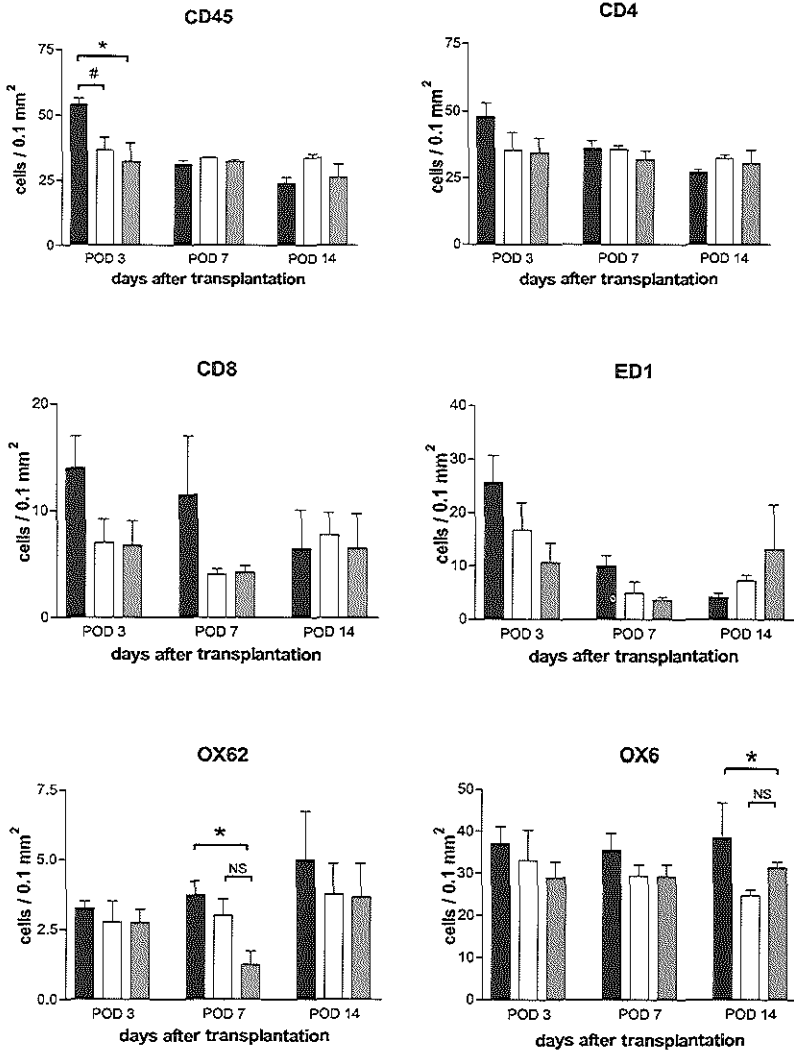 CD45
75
50
25
0
cells / 0.1 mm²
*
#
POD 3 POD 7 POD 14
days after transplantation
CD4
75
50
25
0
cells / 0.1 mm²
POD 3 POD 7 POD 14
days after transplantation
CD8
20
10
0
cells / 0.1 mm²
POD 3 POD 7 POD 14
days after transplantation
ED1
40
30
20
10
0
cells / 0.1 mm²
POD 3 POD 7 POD 14
days after transplantation
OX62
7.5
5.0
2.5
0.0
cells / 0.1 mm²
*
NS
POD 3 POD 7 POD 14
days after transplantation
OX6
50
40
30
20
10
0
cells / 0.1 mm²
*
NS
POD 3 POD 7 POD 14
days after transplantation